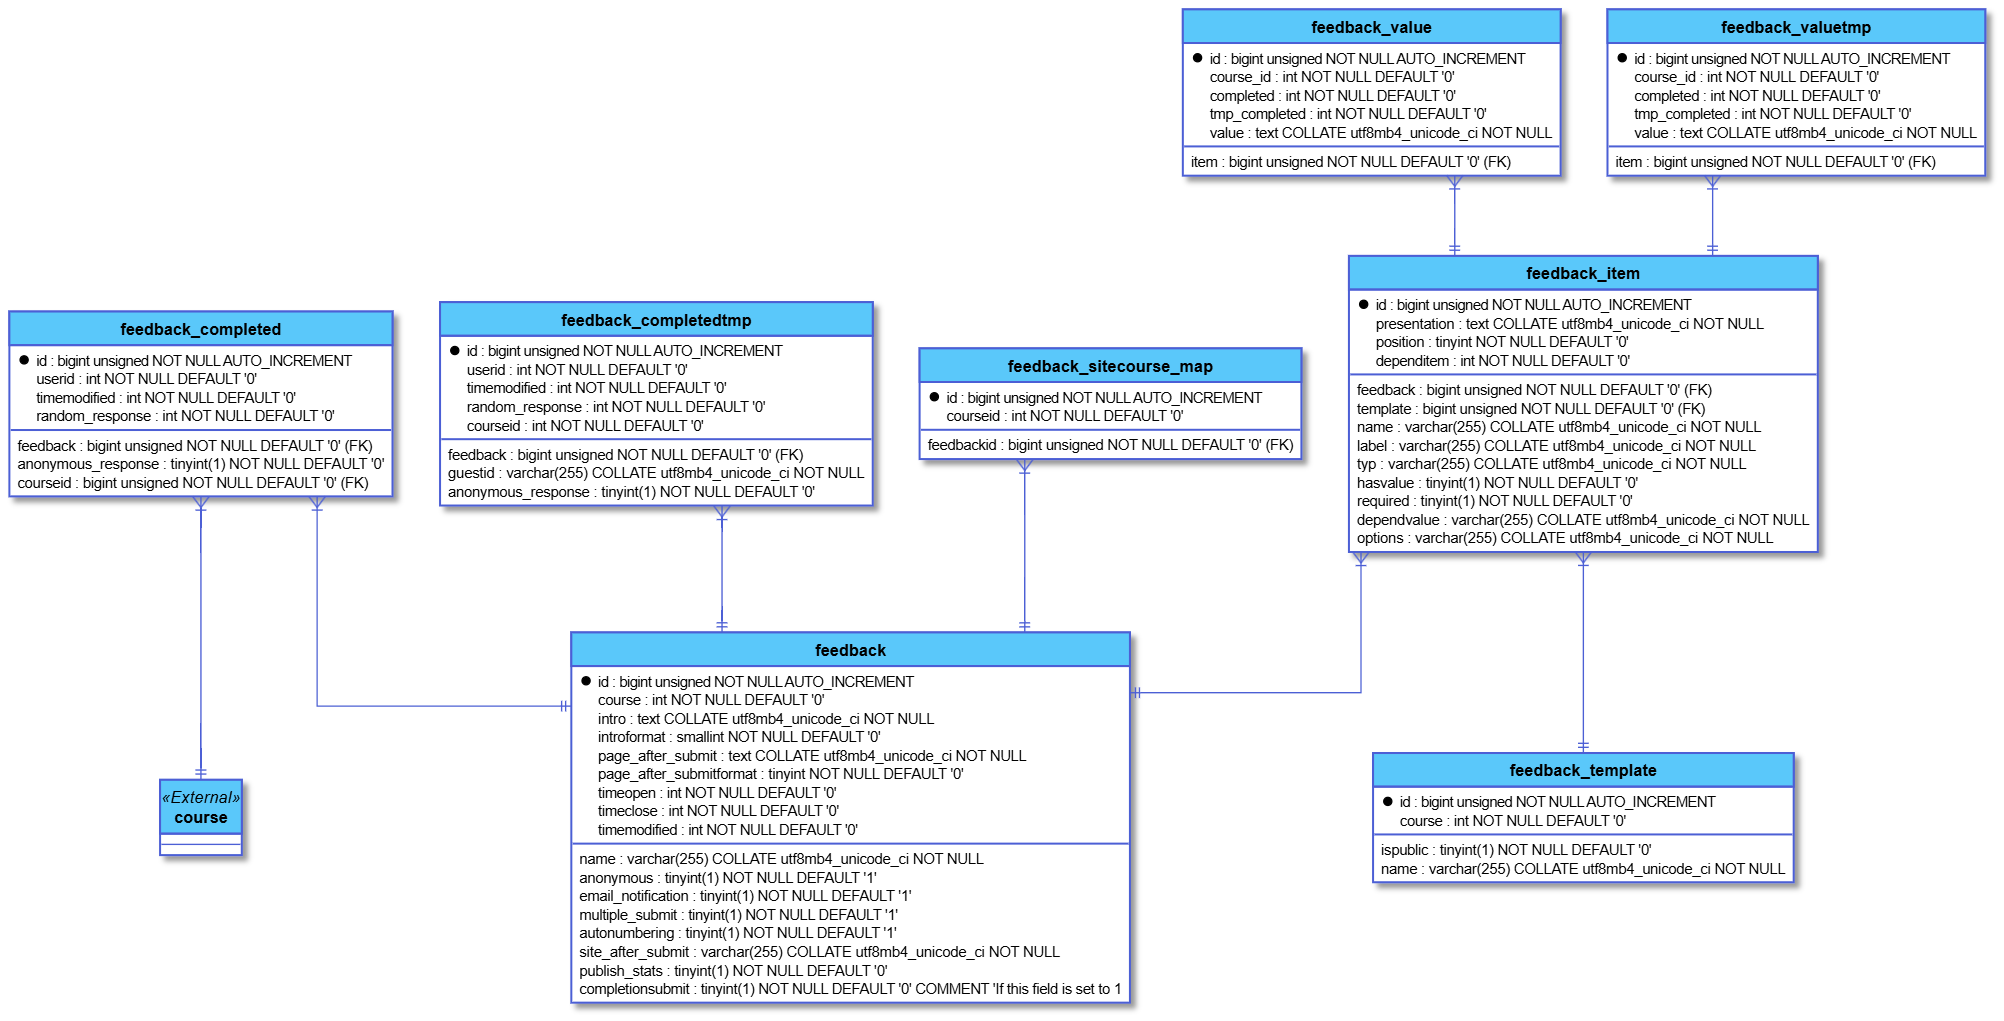 feedback_value
id : bigint unsigned NOT NULL AUTO_INCREMENT
course_id : int NOT NULL DEFAULT '0'
completed : int NOT NULL DEFAULT '0'
tmp_completed : int NOT NULL DEFAULT '0'
value : text COLLATE utf8mb4_unicode_ci NOT NULL
item : bigint unsigned NOT NULL DEFAULT '0' (FK)
feedback_valuetmp
id : bigint unsigned NOT NULL AUTO_INCREMENT
course_id : int NOT NULL DEFAULT '0'
completed : int NOT NULL DEFAULT '0'
tmp_completed : int NOT NULL DEFAULT '0'
value : text COLLATE utf8mb4_unicode_ci NOT NULL
item : bigint unsigned NOT NULL DEFAULT '0' (FK)
feedback_completed
id : bigint unsigned NOT NULL AUTO_INCREMENT
userid : int NOT NULL DEFAULT '0'
timemodified : int NOT NULL DEFAULT '0'
random_response : int NOT NULL DEFAULT '0'
feedback : bigint unsigned NOT NULL DEFAULT '0' (FK)
anonymous_response : tinyint(1) NOT NULL DEFAULT '0'
courseid : bigint unsigned NOT NULL DEFAULT '0' (FK)
feedback_completedtmp
id : bigint unsigned NOT NULL AUTO_INCREMENT
userid : int NOT NULL DEFAULT '0'
timemodified : int NOT NULL DEFAULT '0'
random_response : int NOT NULL DEFAULT '0'
courseid : int NOT NULL DEFAULT '0'
feedback : bigint unsigned NOT NULL DEFAULT '0' (FK)
guestid : varchar(255) COLLATE utf8mb4_unicode_ci NOT NULL
anonymous_response : tinyint(1) NOT NULL DEFAULT '0'
feedback_sitecourse_map
id : bigint unsigned NOT NULL AUTO_INCREMENT
courseid : int NOT NULL DEFAULT '0'
feedbackid : bigint unsigned NOT NULL DEFAULT '0' (FK)
feedback_item
id : bigint unsigned NOT NULL AUTO_INCREMENT
presentation : text COLLATE utf8mb4_unicode_ci NOT NULL
position : tinyint NOT NULL DEFAULT '0'
dependitem : int NOT NULL DEFAULT '0'
feedback : bigint unsigned NOT NULL DEFAULT '0' (FK)
template : bigint unsigned NOT NULL DEFAULT '0' (FK)
name : varchar(255) COLLATE utf8mb4_unicode_ci NOT NULL
label : varchar(255) COLLATE utf8mb4_unicode_ci NOT NULL
typ : varchar(255) COLLATE utf8mb4_unicode_ci NOT NULL
hasvalue : tinyint(1) NOT NULL DEFAULT '0'
required : tinyint(1) NOT NULL DEFAULT '0'
dependvalue : varchar(255) COLLATE utf8mb4_unicode_ci NOT NULL
options : varchar(255) COLLATE utf8mb4_unicode_ci NOT NULL
«External»
course
feedback
id : bigint unsigned NOT NULL AUTO_INCREMENT
course : int NOT NULL DEFAULT '0'
intro : text COLLATE utf8mb4_unicode_ci NOT NULL
introformat : smallint NOT NULL DEFAULT '0'
page_after_submit : text COLLATE utf8mb4_unicode_ci NOT NULL
page_after_submitformat : tinyint NOT NULL DEFAULT '0'
timeopen : int NOT NULL DEFAULT '0'
timeclose : int NOT NULL DEFAULT '0'
timemodified : int NOT NULL DEFAULT '0'
name : varchar(255) COLLATE utf8mb4_unicode_ci NOT NULL
anonymous : tinyint(1) NOT NULL DEFAULT '1'
email_notification : tinyint(1) NOT NULL DEFAULT '1'
multiple_submit : tinyint(1) NOT NULL DEFAULT '1'
autonumbering : tinyint(1) NOT NULL DEFAULT '1'
site_after_submit : varchar(255) COLLATE utf8mb4_unicode_ci NOT NULL
publish_stats : tinyint(1) NOT NULL DEFAULT '0'
completionsubmit : tinyint(1) NOT NULL DEFAULT '0' COMMENT 'If this field is set to 1
feedback_template
id : bigint unsigned NOT NULL AUTO_INCREMENT
course : int NOT NULL DEFAULT '0'
ispublic : tinyint(1) NOT NULL DEFAULT '0'
name : varchar(255) COLLATE utf8mb4_unicode_ci NOT NULL